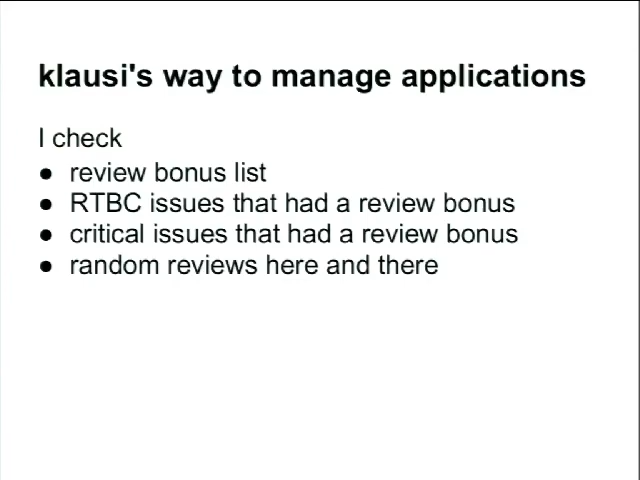 klausi's way to manage applications
I check
● review bonus list
● RTBC issues that had a review bonus
● critical issues that had a review bonus
● random reviews here and there